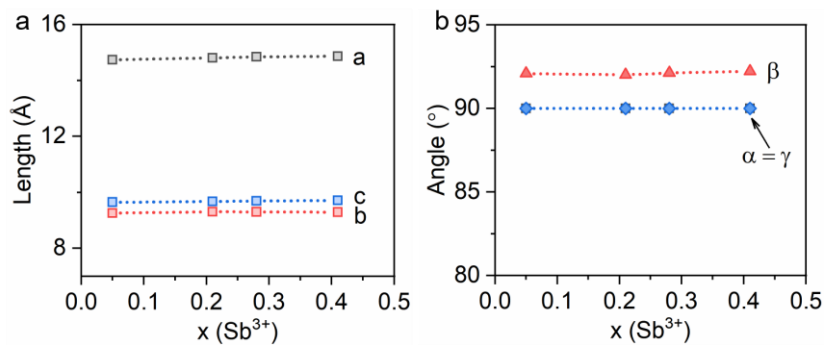 a
16
12
8
Length (Å)
a
c
b
0.0 0.1 0.2 0.3 0.4 0.5
x (Sb³⁺)
b
95
90
85
80
Angle (°)
β
α = γ
0.0 0.1 0.2 0.3 0.4 0.5
x (Sb³⁺)